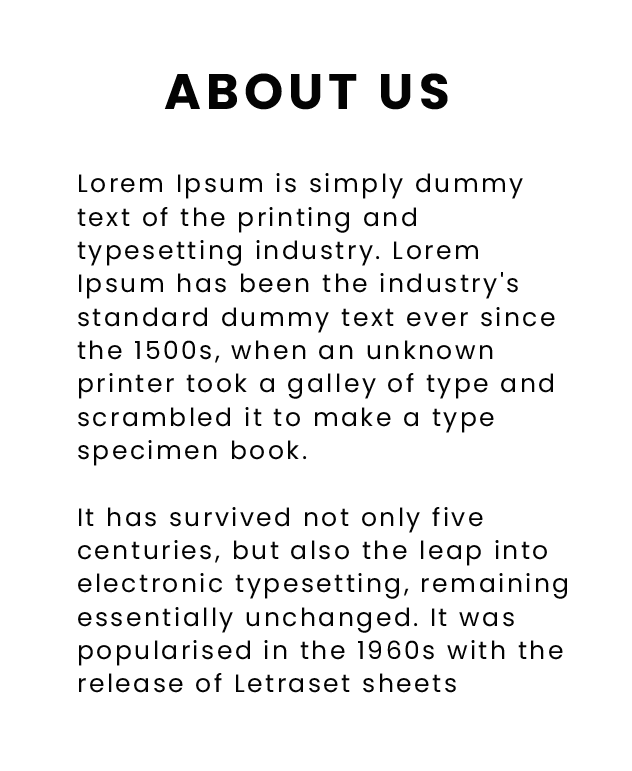 ABOUT US
Lorem Ipsum is simply dummy
text of the printing and
typesetting industry. Lorem
Ipsum has been the industry's
standard dummy text ever since
the 1500s, when an unknown
printer took a galley of type and
scrambled it to make a type
specimen book.
It has survived not only five
centuries, but also the leap into
electronic typesetting, remaining
essentially unchanged. It was
popularised in the 1960s with the
release of Letraset sheets